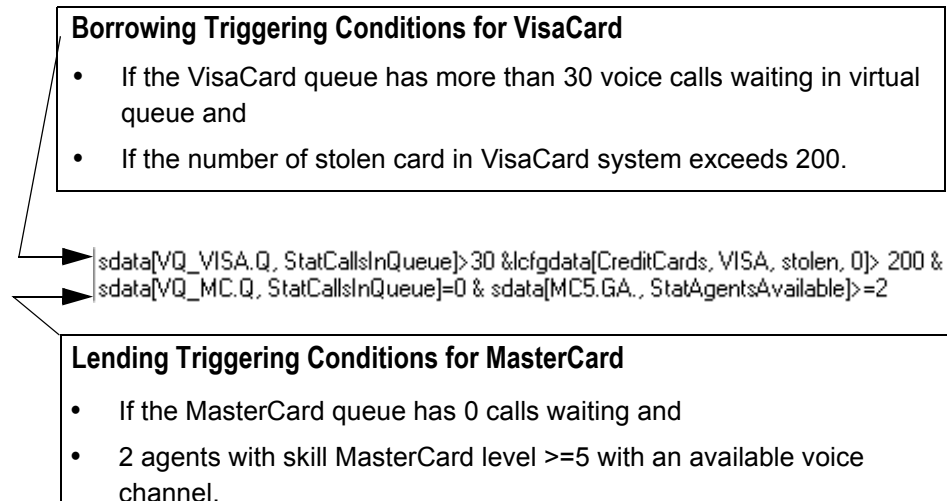 Borrowing Triggering Conditions for VisaCard
• If the VisaCard queue has more than 30 voice calls waiting in virtual
queue and
• If the number of stolen card in VisaCard system exceeds 200.
sdata[VQ_VISA.Q, StatCallsInQueue]>30 &lcfgdata[CreditCards, VISA, stolen, 0]> 200 &
sdata[VQ_MC.Q, StatCallsInQueue]=0 & sdata[MC5.GA., StatAgentsAvailable]>=2
Lending Triggering Conditions for MasterCard
• If the MasterCard queue has 0 calls waiting and
• 2 agents with skill MasterCard level >=5 with an available voice
channel.